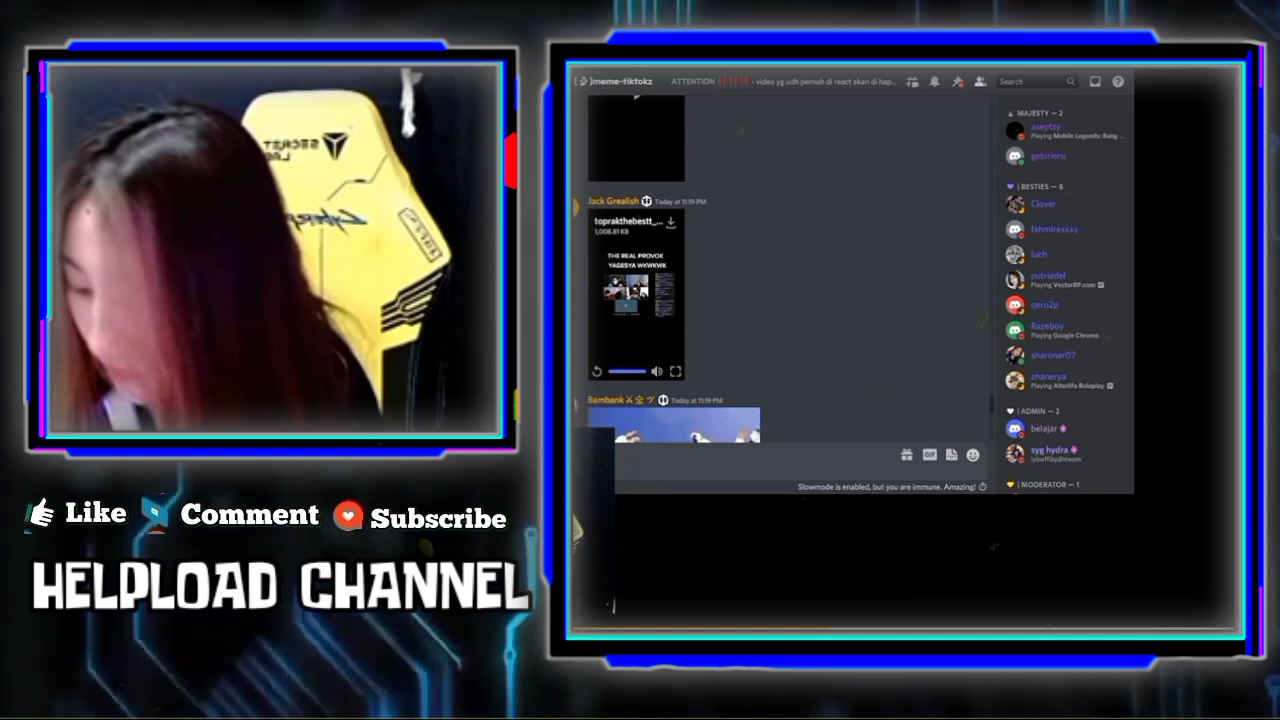 meme-tiktokz
ATTENTION ‼️‼️ - video yg udh pernah di react akan di hap...
Search
MAJESTY — 2
aseptzy
Playing Mobile Legends: Bang ...
gebirieru
Jack Grealish Today at 11:19 PM
topraktheb​estt_...
1,008.81 KB
THE REAL PROVOK
YAGESYA WKWKWK
BESTIES — 8
Clover
fahmirexxxy
luch
putriadel
Playing VectorRP.com
qero2p
Razeboy
Playing Google Chrome
sharonar07
zhanerya
Playing Alterlife Roleplay
Bambank Today at 11:19 PM
ADMIN — 2
belajar
syg hydra
GIF
Slowmode is enabled, but you are immune. Amazing!
MODERATOR — 1
Like Comment Subscribe
HELPLOAD CHANNEL